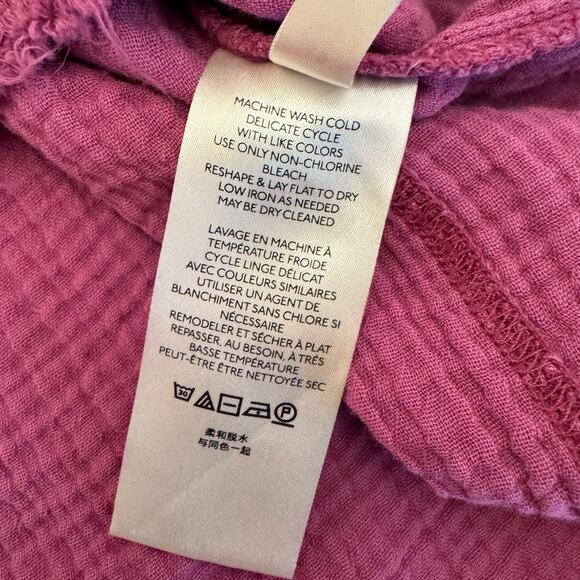 MACHINE WASH COLD
DELICATE CYCLE
WITH LIKE COLORS
USE ONLY NON-CHLORINE
BLEACH
RESHAPE & LAY FLAT TO DRY
LOW IRON AS NEEDED
MAY BE DRY CLEANED
LAVAGE EN MACHINE À
TEMPÉRATURE FROIDE
CYCLE LINGE DÉLICAT
AVEC COULEURS SIMILAIRES
UTILISER UN AGENT DE
BLANCHIMENT SANS CHLORE SI
NÉCESSAIRE
REMODELER ET SÉCHER À PLAT
REPASSER, AU BESOIN, À TRÉS
BASSE TEMPÉRATURE
PEUT-ÊTRE ÊTRE NETTOYÉE SEC
30 P
柔和脱水
与同色一起